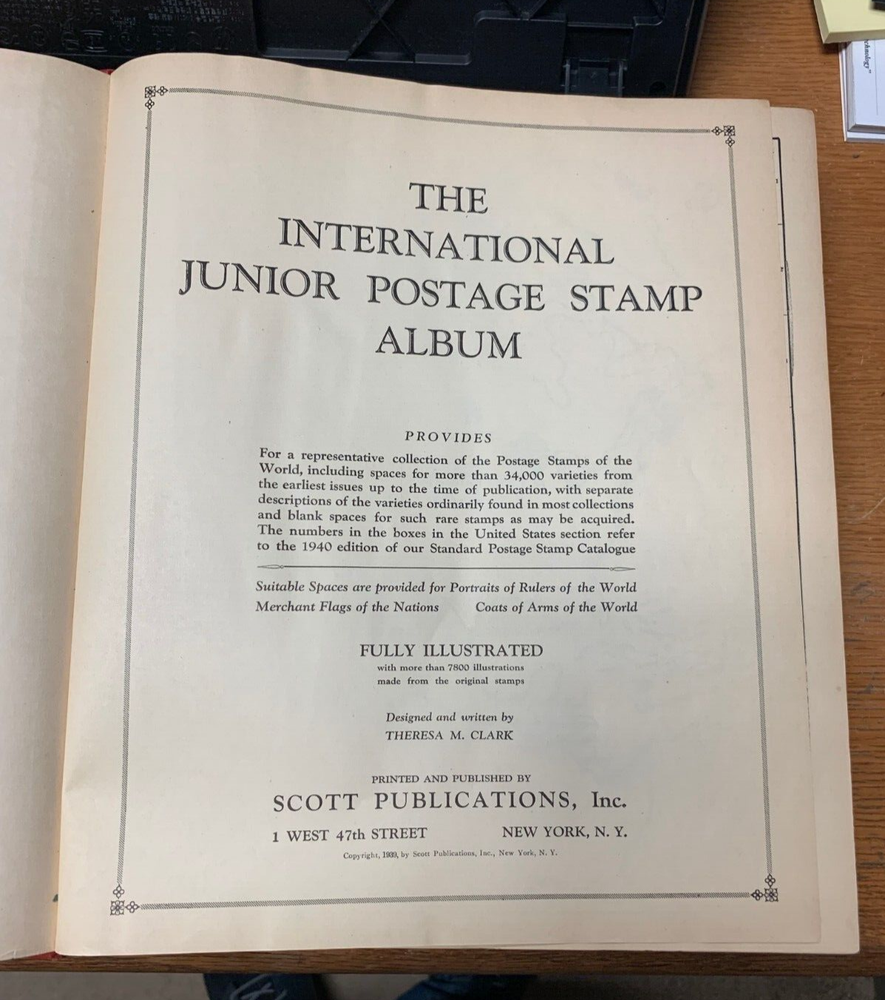 THE
INTERNATIONAL
JUNIOR POSTAGE STAMP
ALBUM
PROVIDES
For a representative collection of the Postage Stamps of the
World, including spaces for more than 34,000 varieties from
the earliest issues up to the time of publication, with separate
descriptions of the varieties ordinarily found in most collections
and blank spaces for such rare stamps as may be acquired.
The numbers in the boxes in the United States section refer
to the 1940 edition of our Standard Postage Stamp Catalogue
Suitable Spaces are provided for Portraits of Rulers of the World
Merchant Flags of the Nations Coats of Arms of the World
FULLY ILLUSTRATED
with more than 7800 illustrations
made from the original stamps
Designed and written by
THERESA M. CLARK
PRINTED AND PUBLISHED BY
SCOTT PUBLICATIONS, Inc.
1 WEST 47th STREET NEW YORK, N. Y.
Copyright, 1939, by Scott Publications, Inc., New York, N. Y.